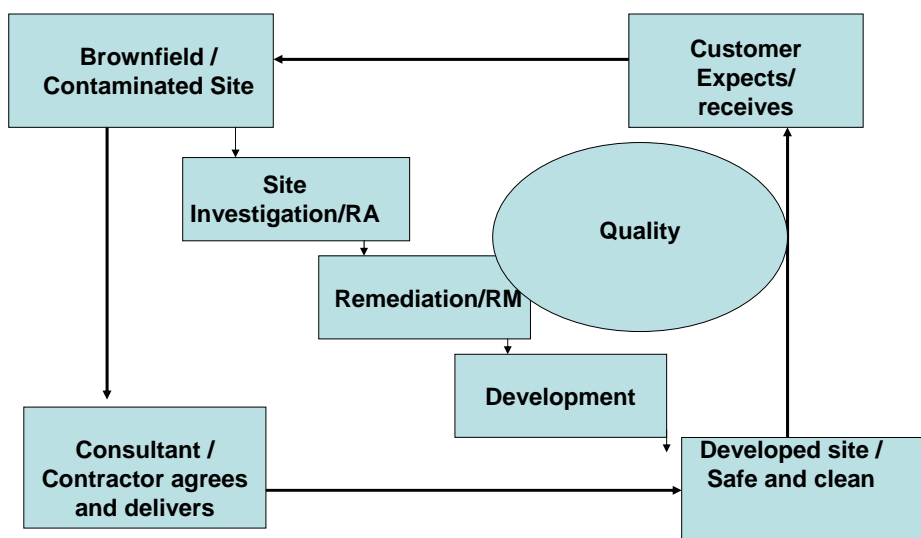 Brownfield /
Contaminated Site
Customer
Expects/
receives
Site
Investigation/RA
Quality
Remediation/RM
Development
Consultant /
Contractor agrees
and delivers
Developed site /
Safe and clean